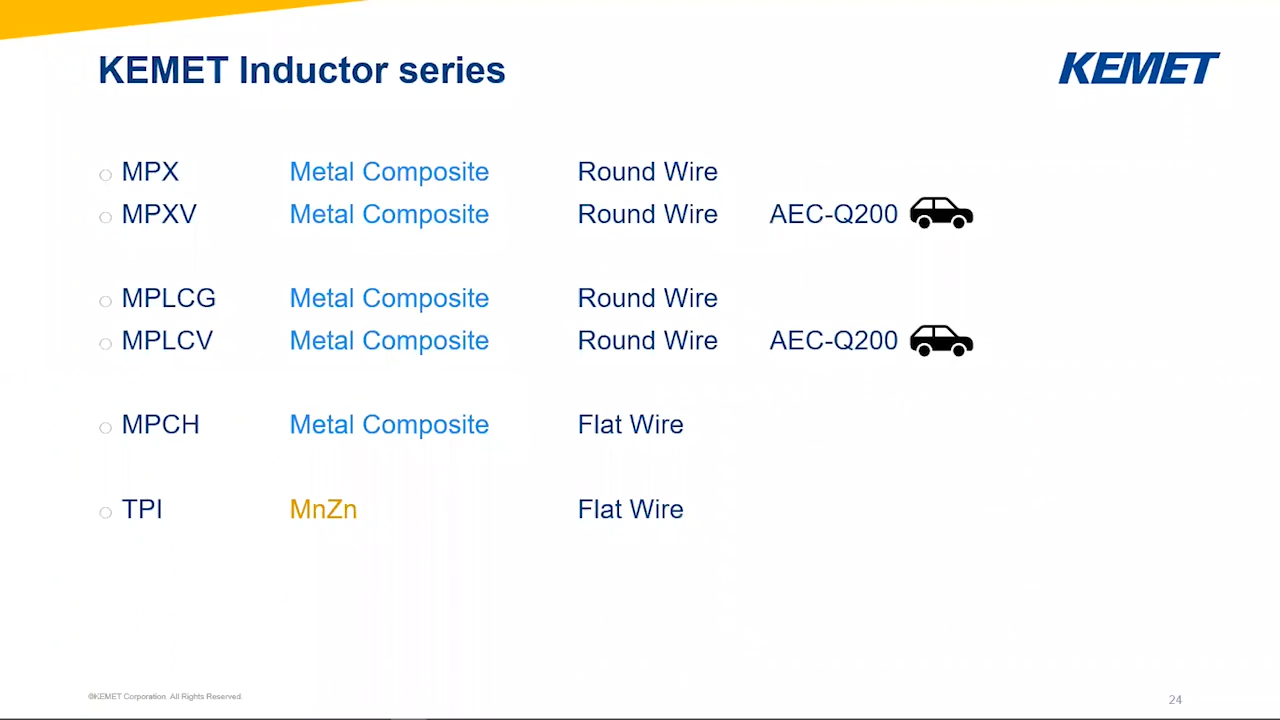 KEMET Inductor series
KEMET
MPX Metal Composite Round Wire
MPXV Metal Composite Round Wire AEC-Q200
MPLCG Metal Composite Round Wire
MPLCV Metal Composite Round Wire AEC-Q200
MPCH Metal Composite Flat Wire
TPI MnZn Flat Wire
©KEMET Corporation. All Rights Reserved.
24